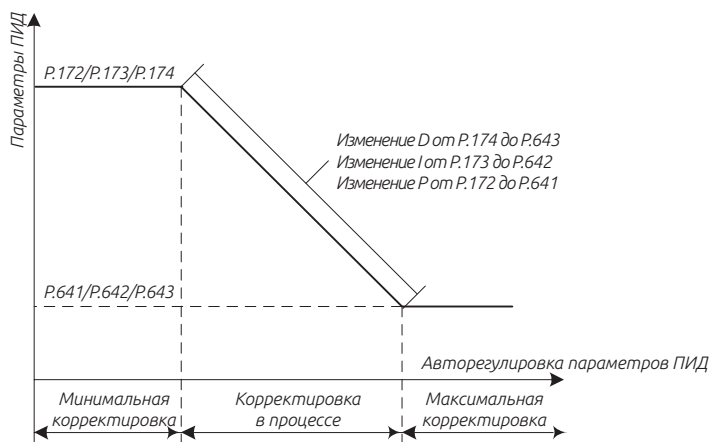 Параметры ПИД
P.172/P.173/P.174
Изменение D от P.174 до P.643
Изменение I от P.173 до P.642
Изменение P от P.172 до P.641
P.641/P.642/P.643
Авторегулировка параметров ПИД
Минимальная
корректировка
Корректировка
в процессе
Максимальная
корректировка